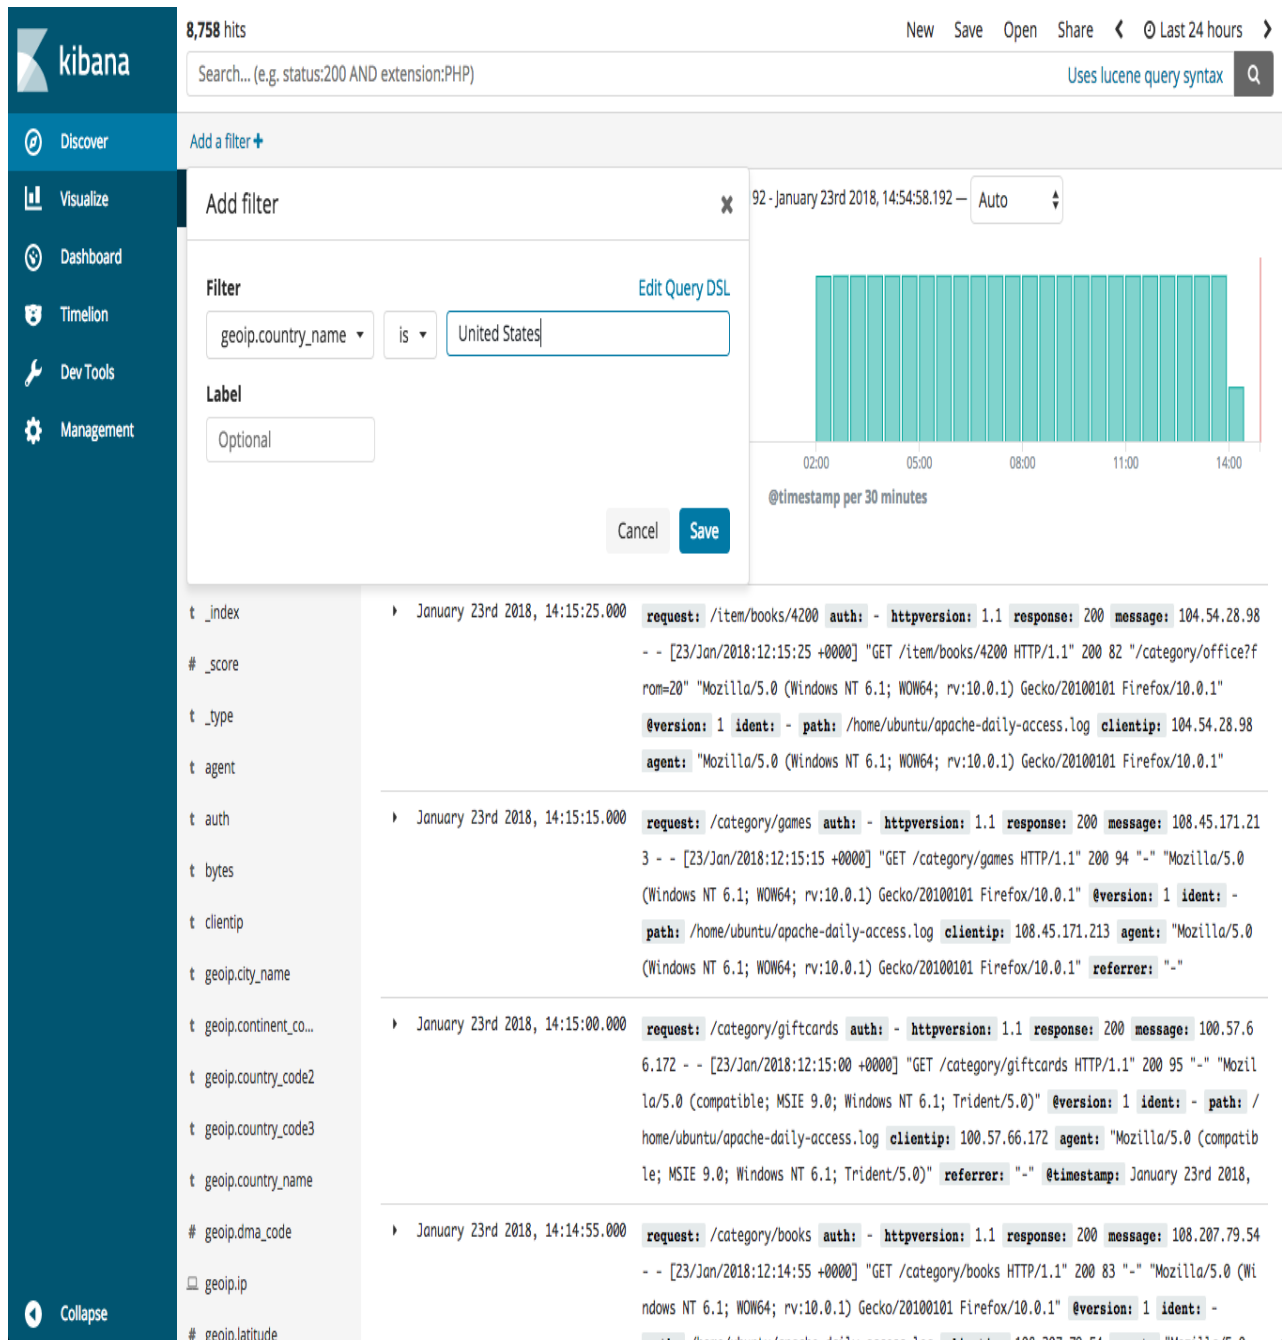 kibana
Discover
Visualize
Dashboard
Timelion
Dev Tools
Management
Collapse
8,758 hits
New Save Open Share Last 24 hours
Search... (e.g. status:200 AND extension:PHP) Uses lucene query syntax
Add a filter
Add filter
92 - January 23rd 2018, 14:54:58.192 — Auto
Filter Edit Query DSL
geoip.country_name is United States
Label
Optional
Cancel Save
02:00 05:00 08:00 11:00 14:00
@timestamp per 30 minutes
t _index
# _score
t _type
t agent
t auth
t bytes
t clientip
t geoip.city_name
t geoip.continent_co...
t geoip.country_code2
t geoip.country_code3
t geoip.country_name
# geoip.dma_code
geoip.ip
# geoip.latitude
January 23rd 2018, 14:15:25.000 request: /item/books/4200 auth: - httpversion: 1.1 response: 200 message: 104.54.28.98
- - [23/Jan/2018:12:15:25 +0000] "GET /item/books/4200 HTTP/1.1" 200 82 "/category/office?f
rom=20" "Mozilla/5.0 (Windows NT 6.1; WOW64; rv:10.0.1) Gecko/20100101 Firefox/10.0.1"
@version: 1 ident: - path: /home/ubuntu/apache-daily-access.log clientip: 104.54.28.98
agent: "Mozilla/5.0 (Windows NT 6.1; WOW64; rv:10.0.1) Gecko/20100101 Firefox/10.0.1"
January 23rd 2018, 14:15:15.000 request: /category/games auth: - httpversion: 1.1 response: 200 message: 108.45.171.21
3 - - [23/Jan/2018:12:15:15 +0000] "GET /category/games HTTP/1.1" 200 94 "-" "Mozilla/5.0
(Windows NT 6.1; WOW64; rv:10.0.1) Gecko/20100101 Firefox/10.0.1" @version: 1 ident: -
path: /home/ubuntu/apache-daily-access.log clientip: 108.45.171.213 agent: "Mozilla/5.0
(Windows NT 6.1; WOW64; rv:10.0.1) Gecko/20100101 Firefox/10.0.1" referrer: "-"
January 23rd 2018, 14:15:00.000 request: /category/giftcards auth: - httpversion: 1.1 response: 200 message: 100.57.6
6.172 - - [23/Jan/2018:12:15:00 +0000] "GET /category/giftcards HTTP/1.1" 200 95 "-" "Mozil
la/5.0 (compatible; MSIE 9.0; Windows NT 6.1; Trident/5.0)" @version: 1 ident: - path: /
home/ubuntu/apache-daily-access.log clientip: 100.57.66.172 agent: "Mozilla/5.0 (compatib
le; MSIE 9.0; Windows NT 6.1; Trident/5.0)" referrer: "-" @timestamp: January 23rd 2018,
January 23rd 2018, 14:14:55.000 request: /category/books auth: - httpversion: 1.1 response: 200 message: 108.207.79.54
- - [23/Jan/2018:12:14:55 +0000] "GET /category/books HTTP/1.1" 200 83 "-" "Mozilla/5.0 (Wi
ndows NT 6.1; WOW64; rv:10.0.1) Gecko/20100101 Firefox/10.0.1" @version: 1 ident: -